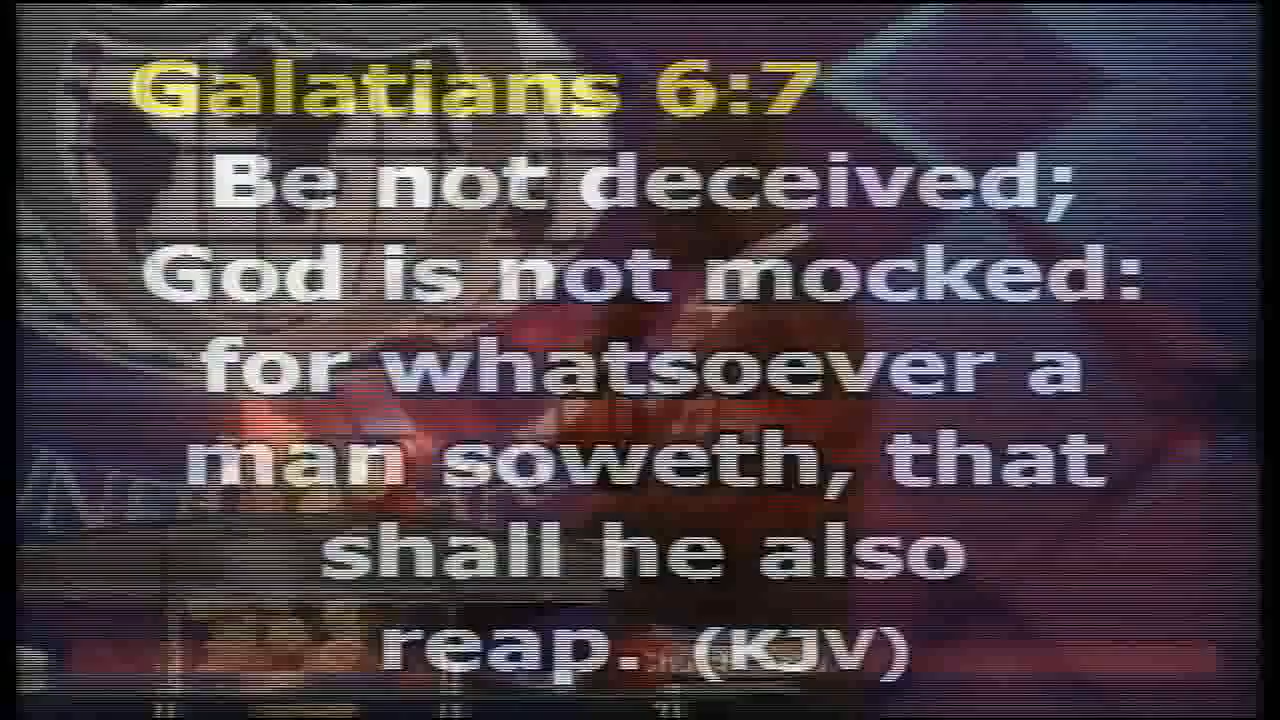 Galatians 6:7
Be not deceived;
God is not mocked:
for whatsoever a
man soweth, that
shall he also
reap. (KJV)